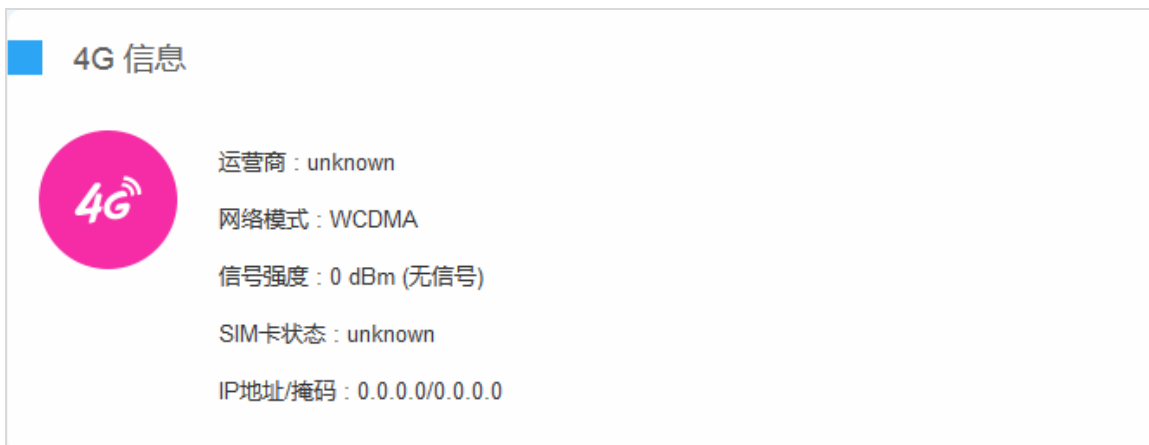 4G 信息
4G
运营商 : unknown
网络模式 : WCDMA
信号强度 : 0 dBm (无信号)
SIM卡状态 : unknown
IP地址/掩码 : 0.0.0.0/0.0.0.0